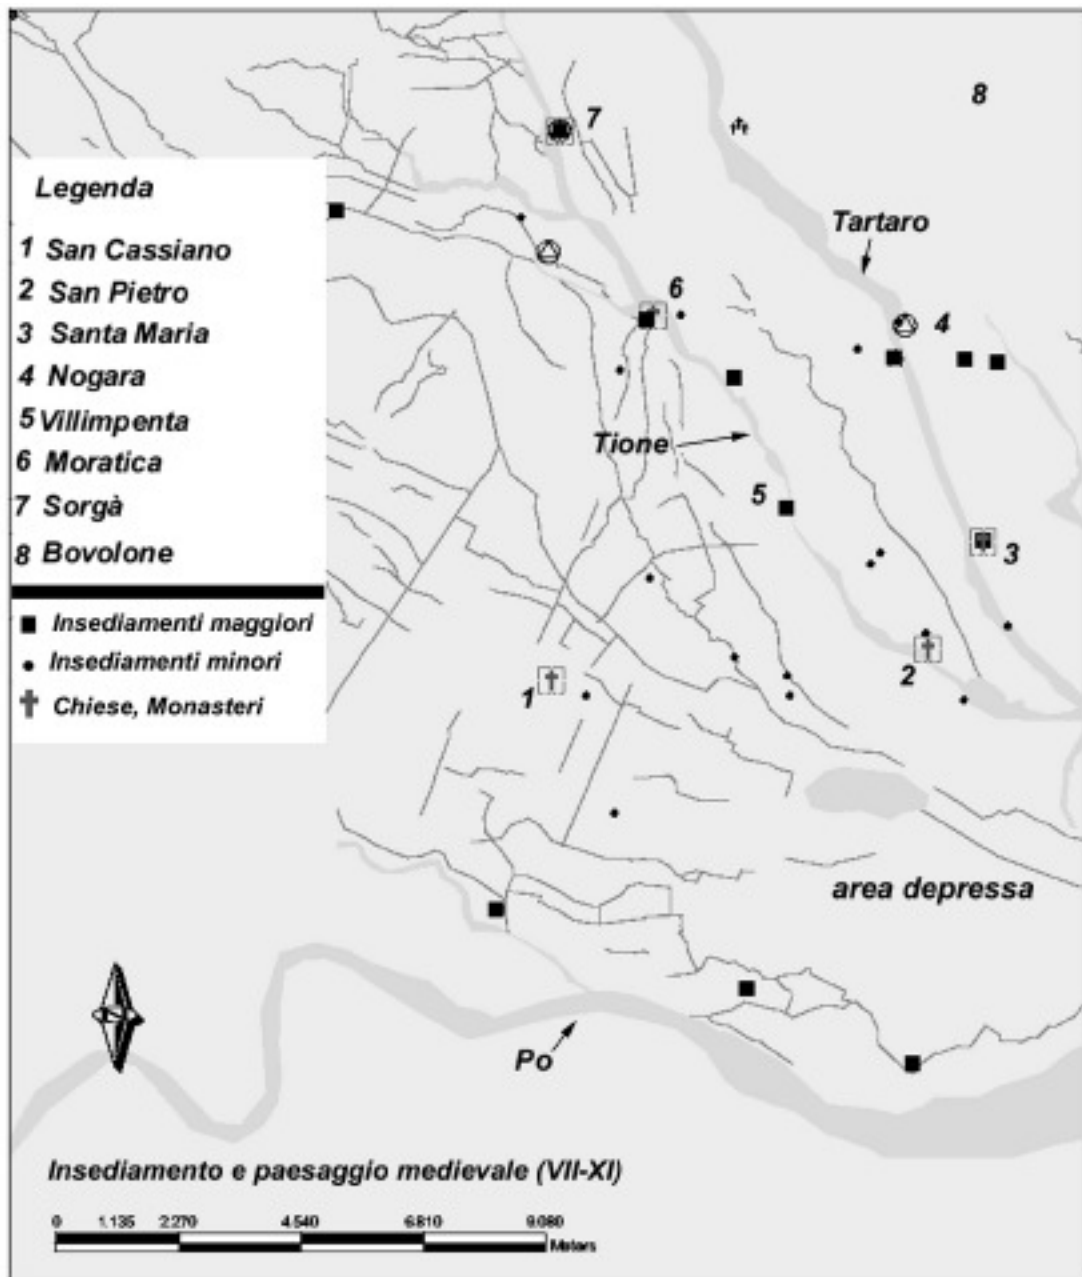 7
8
Legenda
1 San Cassiano
2 San Pietro
3 Santa Maria
4 Nogara
5 Villimpenta
6 Moratica
7 Sorgà
8 Bovolone
Insediamenti maggiori
Insediamenti minori
Chiese, Monasteri
Tartaro
6
4
Tione
5
3
2
1
area depressa
Po
Insediamento e paesaggio medievale (VII-XI)
0 1.135 2.270 4.540 6.810 9.080
Meters